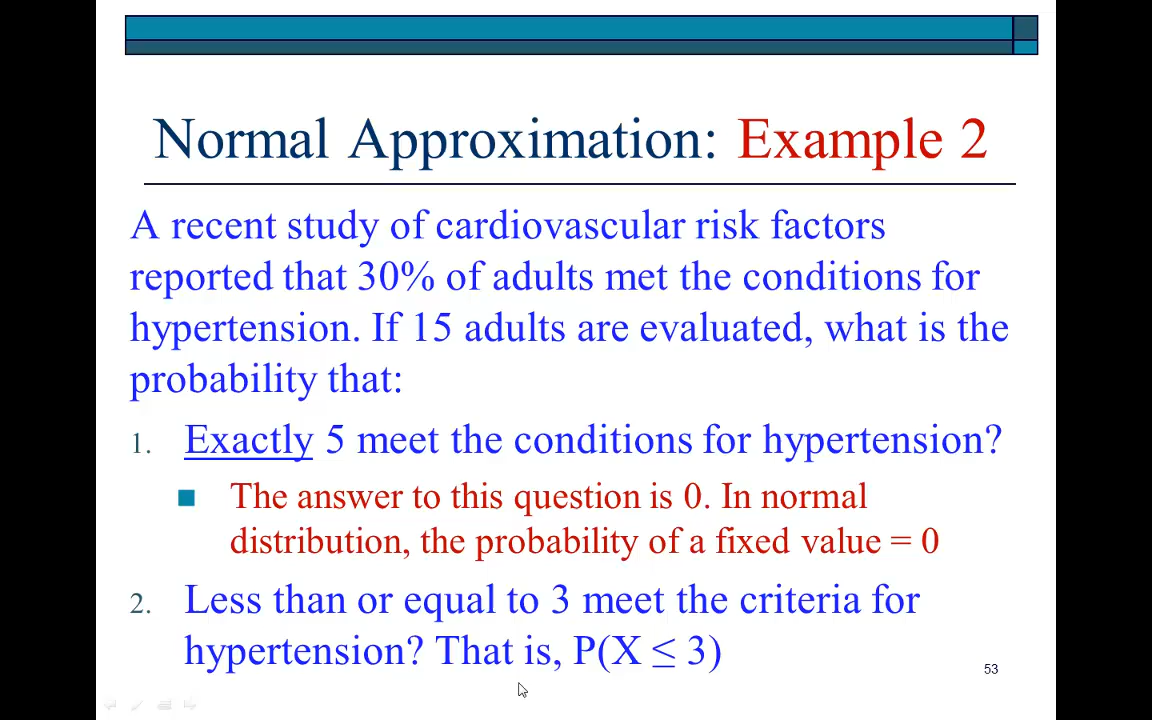 Normal Approximation: Example 2
A recent study of cardiovascular risk factors
reported that 30% of adults met the conditions for
hypertension. If 15 adults are evaluated, what is the
probability that:
1. Exactly 5 meet the conditions for hypertension?
■ The answer to this question is 0. In normal
distribution, the probability of a fixed value = 0
2. Less than or equal to 3 meet the criteria for
hypertension? That is, P(X ≤ 3)
53